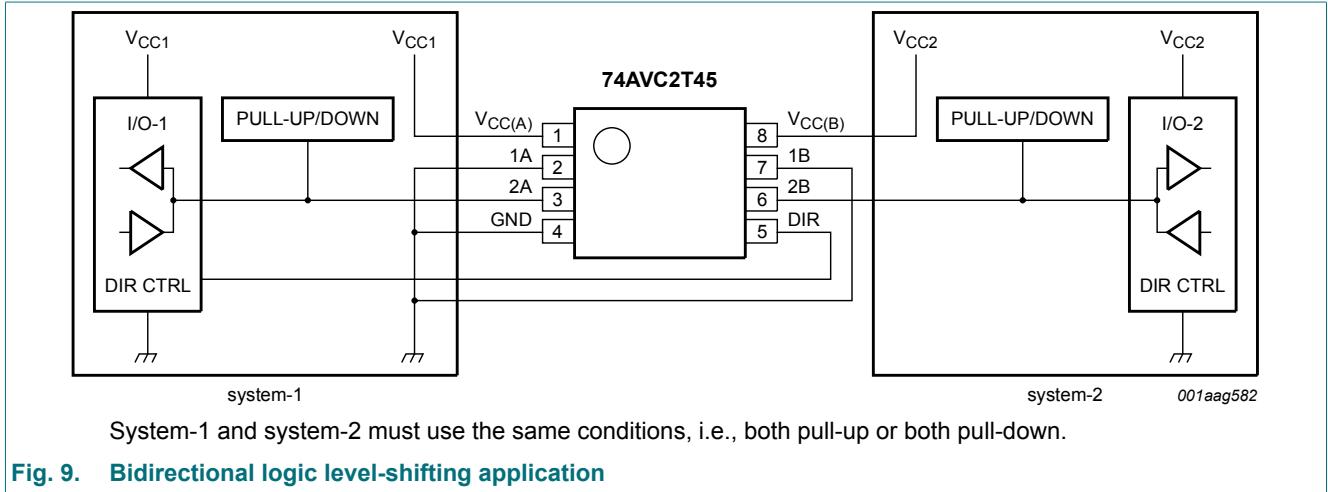 VCC1
VCC1
VCC2
VCC2
74AVC2T45
I/O-1
PULL-UP/DOWN
VCC(A)
1
8
VCC(B)
PULL-UP/DOWN
I/O-2
1A
2
7
1B
2A
3
6
2B
GND
4
5
DIR
DIR CTRL
DIR CTRL
system-1
system-2
001aag582
System-1 and system-2 must use the same conditions, i.e., both pull-up or both pull-down.
Fig. 9. Bidirectional logic level-shifting application